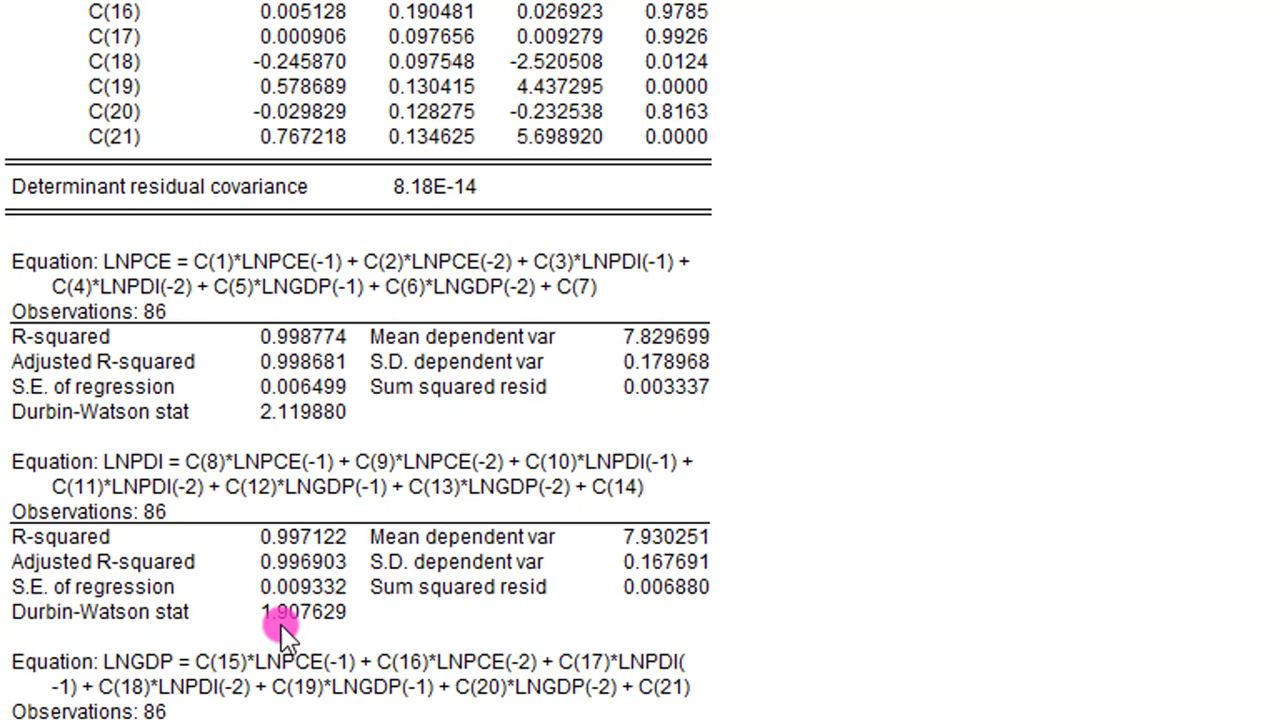 C(16) 0.005128 0.190481 0.026923 0.9785
C(17) 0.000906 0.097656 0.009279 0.9926
C(18) -0.245870 0.097548 -2.520508 0.0124
C(19) 0.578689 0.130415 4.437295 0.0000
C(20) -0.029829 0.128275 -0.232538 0.8163
C(21) 0.767218 0.134625 5.698920 0.0000
Determinant residual covariance 8.18E-14
Equation: LNPCE = C(1)*LNPCE(-1) + C(2)*LNPCE(-2) + C(3)*LNPDI(-1) +
C(4)*LNPDI(-2) + C(5)*LNGDP(-1) + C(6)*LNGDP(-2) + C(7)
Observations: 86
R-squared 0.998774 Mean dependent var 7.829699
Adjusted R-squared 0.998681 S.D. dependent var 0.178968
S.E. of regression 0.006499 Sum squared resid 0.003337
Durbin-Watson stat 2.119880
Equation: LNPDI = C(8)*LNPCE(-1) + C(9)*LNPCE(-2) + C(10)*LNPDI(-1) +
C(11)*LNPDI(-2) + C(12)*LNGDP(-1) + C(13)*LNGDP(-2) + C(14)
Observations: 86
R-squared 0.997122 Mean dependent var 7.930251
Adjusted R-squared 0.996903 S.D. dependent var 0.167691
S.E. of regression 0.009332 Sum squared resid 0.006880
Durbin-Watson stat 1.907629
Equation: LNGDP = C(15)*LNPCE(-1) + C(16)*LNPCE(-2) + C(17)*LNPDI(
-1) + C(18)*LNPDI(-2) + C(19)*LNGDP(-1) + C(20)*LNGDP(-2) + C(21)
Observations: 86